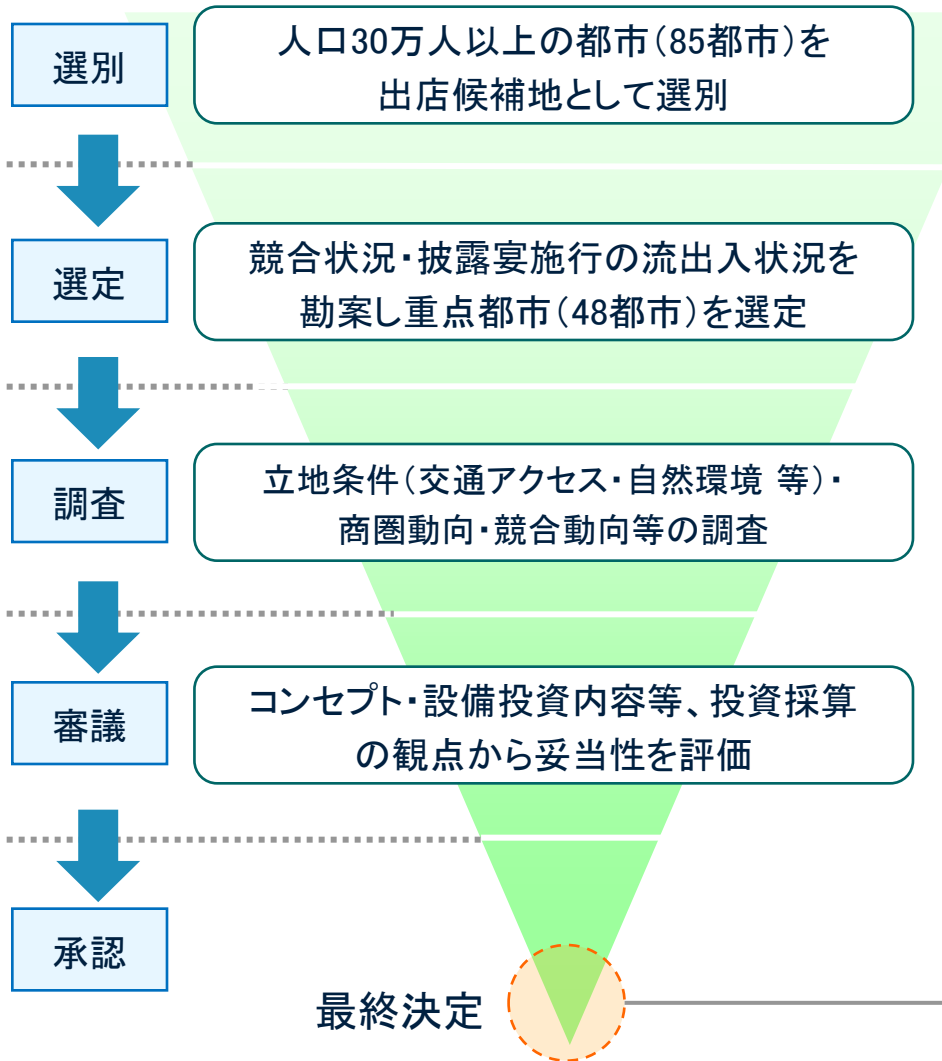 選別
人口30万人以上の都市(85都市)を
出店候補地として選別
選定
競合状況・披露宴施行の流出入状況を
勘案し重点都市(48都市)を選定
調査
立地条件(交通アクセス・自然環境 等)・
商圏動向・競合動向等の調査
審議
コンセプト・設備投資内容等、投資採算
の観点から妥当性を評価
承認
最終決定